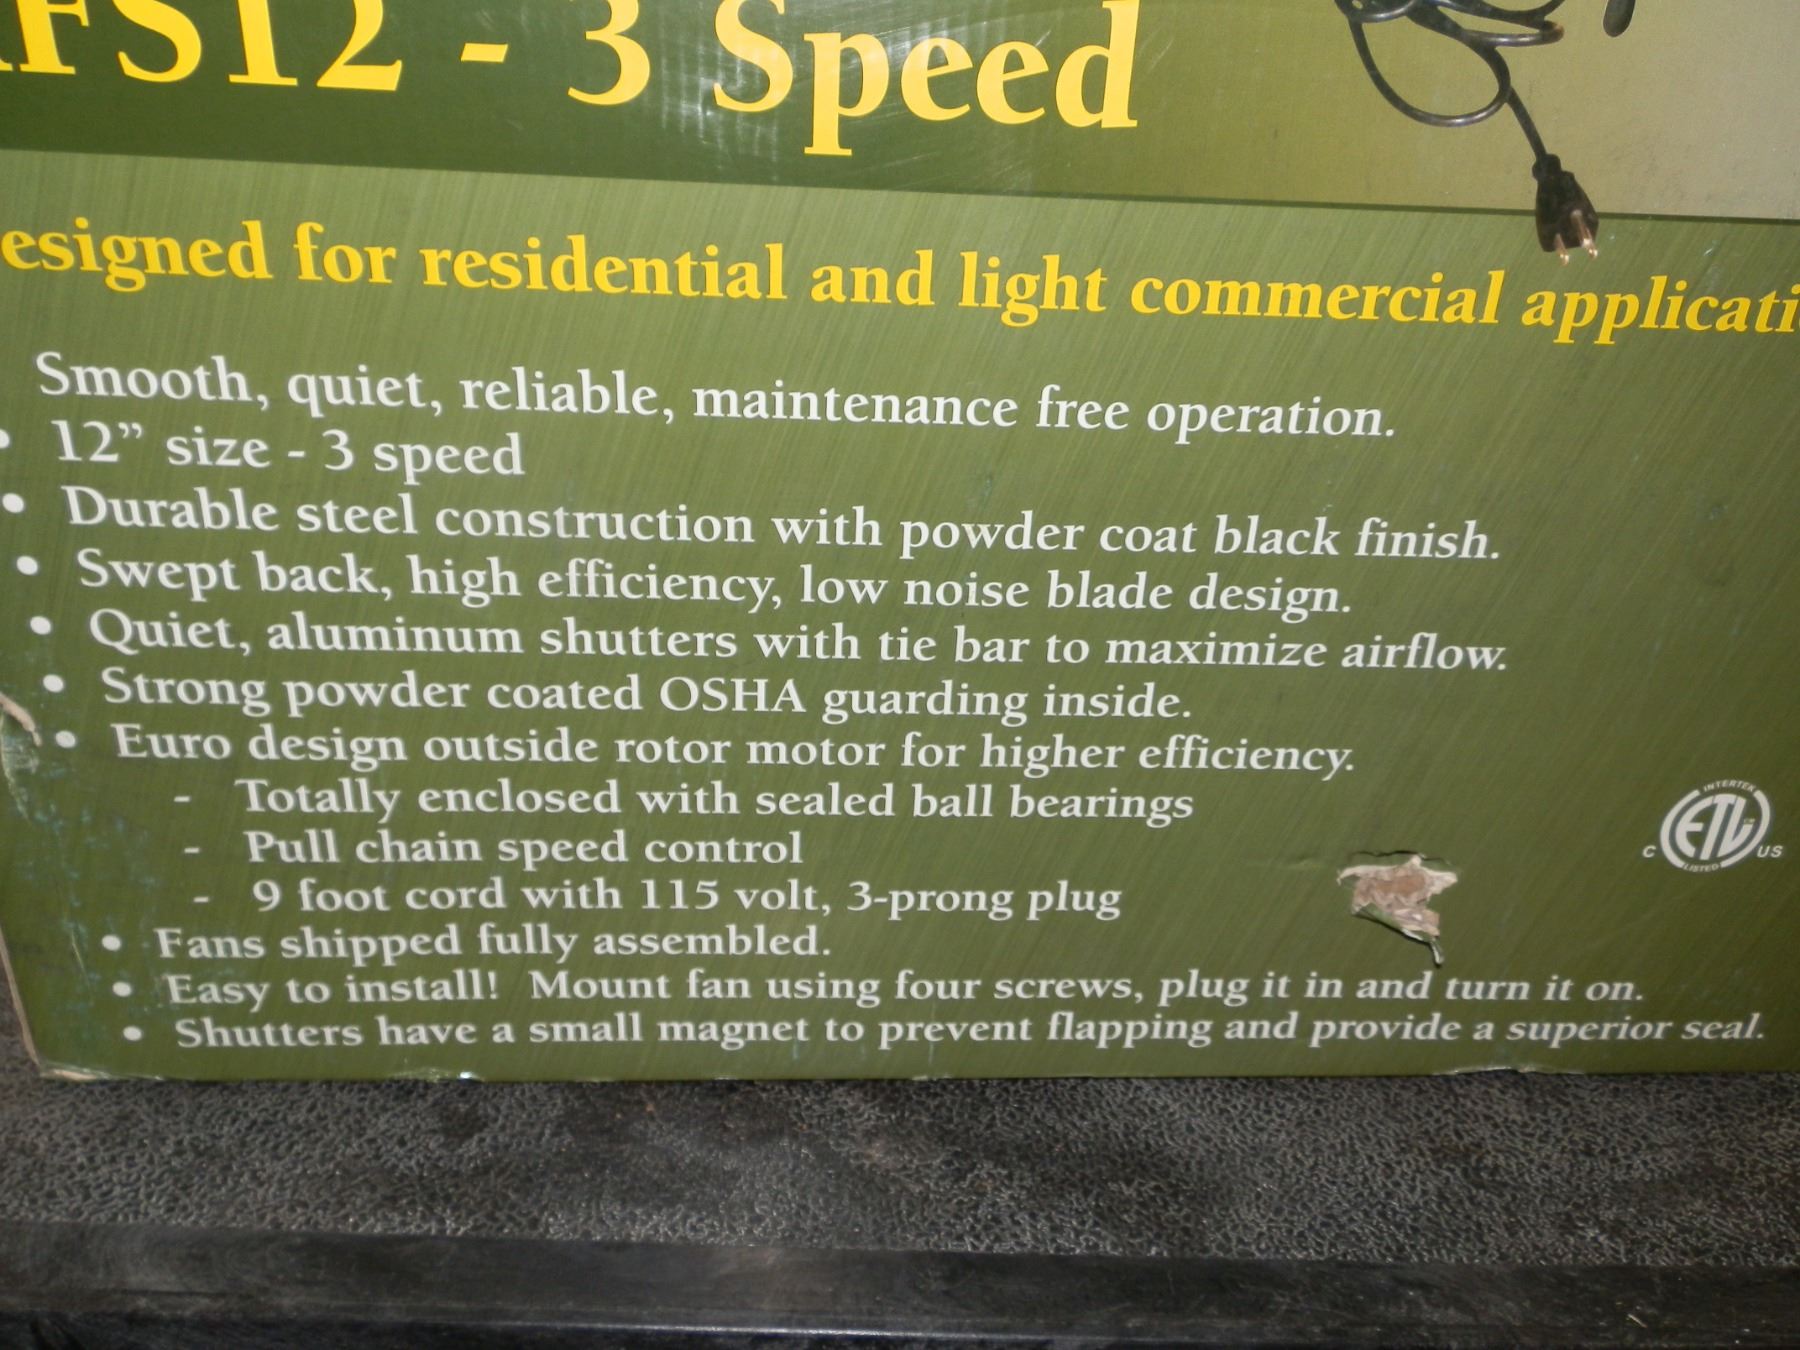 FS12 - 3 Speed
esigned for residential and light commercial applicati
Smooth, quiet, reliable, maintenance free operation.
• 12” size - 3 speed
• Durable steel construction with powder coat black finish.
• Swept back, high efficiency, low noise blade design.
• Quiet, aluminum shutters with tie bar to maximize airflow.
• Strong powder coated OSHA guarding inside.
• Euro design outside rotor motor for higher efficiency.
- Totally enclosed with sealed ball bearings
- Pull chain speed control
- 9 foot cord with 115 volt, 3-prong plug
• Fans shipped fully assembled.
• Easy to install! Mount fan using four screws, plug it in and turn it on.
• Shutters have a small magnet to prevent flapping and provide a superior seal.
INTERTEK
C ETL US
LISTED